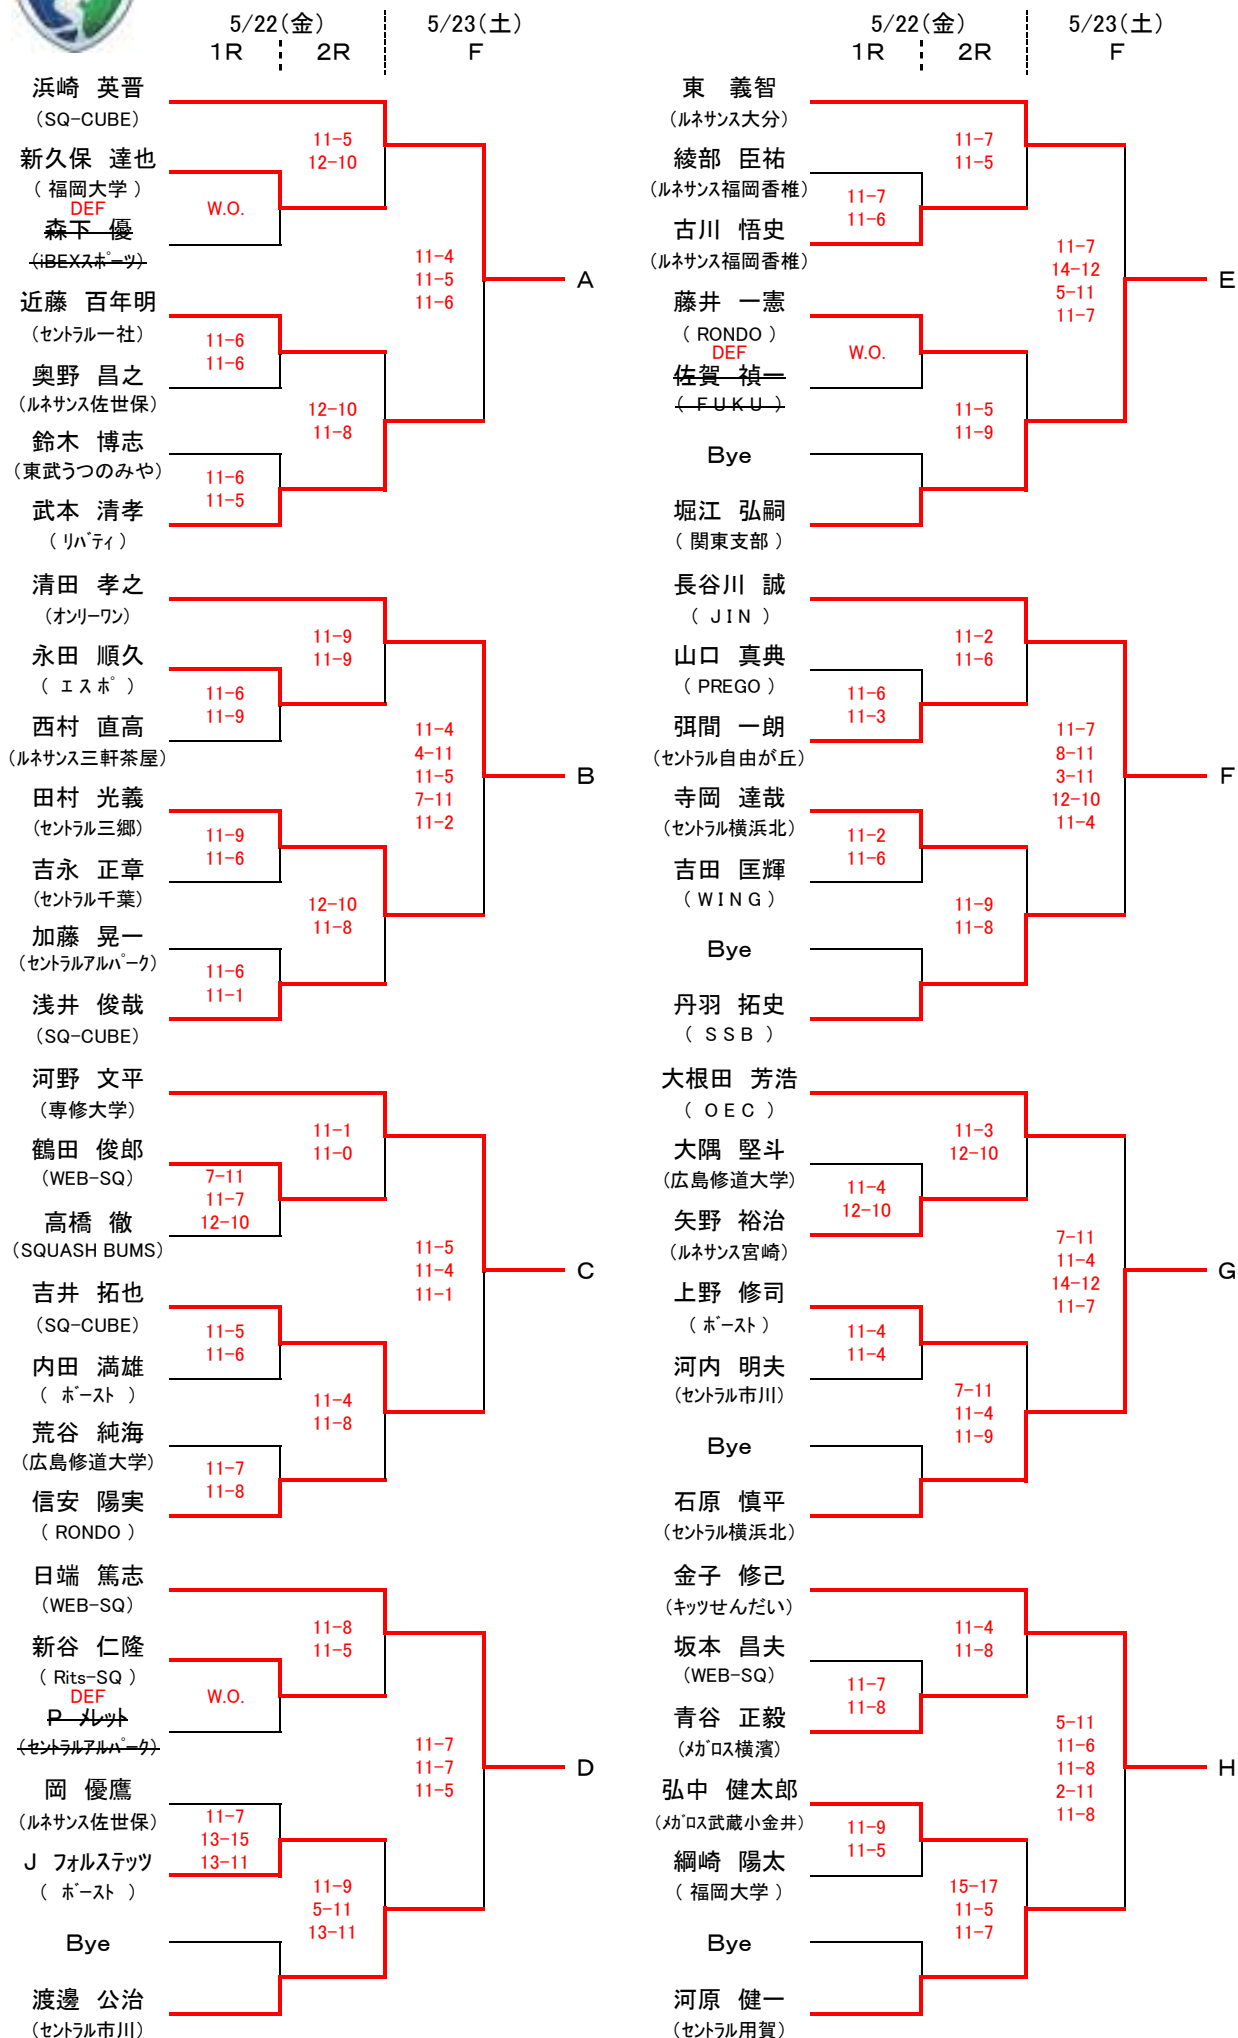 5/22(金)
5/23(土)
1R
2R
F
浜崎 英晋
(SQ-CUBE)
11-5
12-10
新久保 達也
( 福岡大学 )
DEF
W.O.
森下 優
(iBEXスポーツ)
11-4
11-5
11-6
A
近藤 百年明
(セントラル一社)
11-6
11-6
奥野 昌之
(ルネサンス佐世保)
12-10
11-8
鈴木 博志
(東武うつのみや)
11-6
11-5
武本 清孝
( リバティ )
清田 孝之
(オンリーワン)
11-9
11-9
永田 順久
( エスポ )
11-6
11-9
西村 直高
(ルネサンス三軒茶屋)
11-4
4-11
11-5
7-11
11-2
B
田村 光義
(セントラル三郷)
11-9
11-6
吉永 正章
(セントラル千葉)
12-10
11-8
加藤 晃一
(セントラルアルパーク)
11-6
11-1
浅井 俊哉
(SQ-CUBE)
河野 文平
(専修大学)
11-1
11-0
鶴田 俊郎
(WEB-SQ)
7-11
11-7
12-10
高橋 徹
(SQUASH BUMS)
11-5
11-4
11-1
C
吉井 拓也
(SQ-CUBE)
11-5
11-6
内田 満雄
( ボースト )
11-4
11-8
荒谷 純海
(広島修道大学)
11-7
11-8
信安 陽実
( RONDO )
日端 篤志
(WEB-SQ)
11-8
11-5
新谷 仁隆
( Rits-SQ )
DEF
W.O.
P メレット
(セントラルアルパーク)
11-7
11-7
11-5
D
岡 優鷹
(ルネサンス佐世保)
11-7
13-15
13-11
J フォルステッツ
( ボースト )
11-9
5-11
13-11
Bye
渡邊 公治
(セントラル市川)
5/22(金)
5/23(土)
1R
2R
F
東 義智
(ルネサンス大分)
11-7
11-5
綾部 臣祐
(ルネサンス福岡香椎)
11-7
11-6
古川 悟史
(ルネサンス福岡香椎)
11-7
14-12
5-11
11-7
E
藤井 一憲
( RONDO )
DEF
W.O.
佐賀 禎一
( FUKU )
11-5
11-9
Bye
堀江 弘嗣
( 関東支部 )
長谷川 誠
( JIN )
11-2
11-6
山口 真典
( PREGO )
11-6
11-3
弭間 一朗
(セントラル自由が丘)
11-7
8-11
3-11
12-10
11-4
F
寺岡 達哉
(セントラル横浜北)
11-2
11-6
吉田 匡輝
( WING )
11-9
11-8
Bye
丹羽 拓史
( SSB )
大根田 芳浩
( OEC )
11-3
12-10
大隅 堅斗
(広島修道大学)
11-4
12-10
矢野 裕治
(ルネサンス宮崎)
7-11
11-4
14-12
11-7
G
上野 修司
( ボースト )
11-4
11-4
河内 明夫
(セントラル市川)
7-11
11-4
11-9
Bye
石原 慎平
(セントラル横浜北)
金子 修己
(キッツせんだい)
11-4
11-8
坂本 昌夫
(WEB-SQ)
11-7
11-8
青谷 正毅
(メガロス横濱)
5-11
11-6
11-8
2-11
11-8
H
弘中 健太郎
(メガロス武蔵小金井)
11-9
11-5
綱崎 陽太
( 福岡大学 )
15-17
11-5
11-7
Bye
河原 健一
(セントラル用賀)